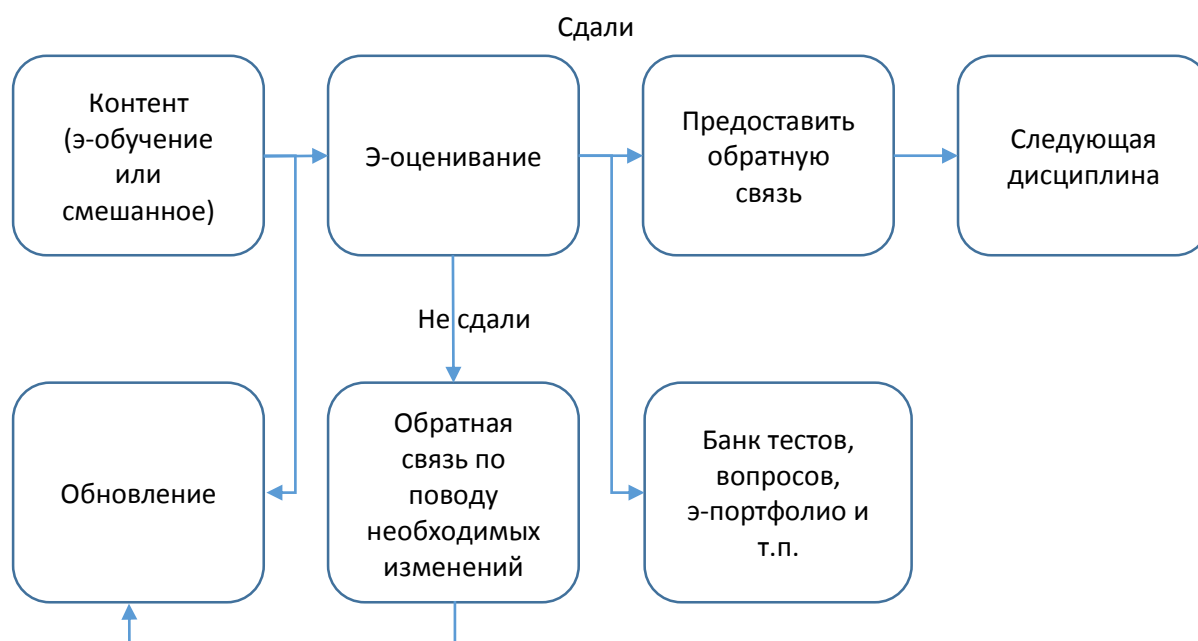 Сдали
Контент
(э-обучение
или
смешанное)
Э-оценивание
Предоставить
обратную
связь
Следующая
дисциплина
Не сдали
Обновление
Обратная
связь по
поводу
необходимых
изменений
Банк тестов,
вопросов,
э-портфолио и
т.п.